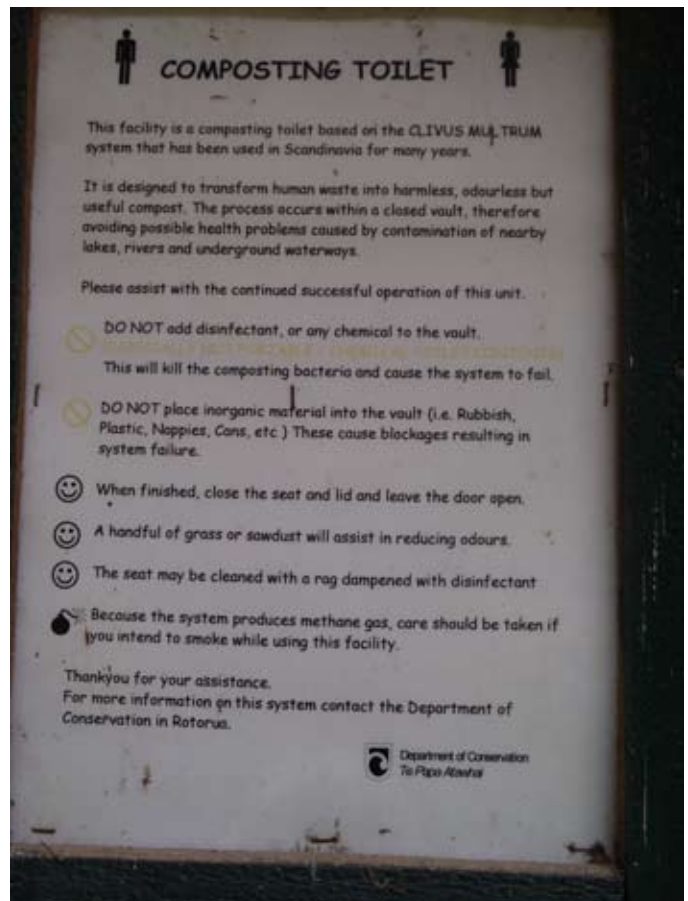 COMPOSTING TOILET
This facility is a composting toilet based on the CLIVUS MULTRUM
system that has been used in Scandinavia for many years.
It is designed to transform human waste into harmless, odourless but
useful compost. The process occurs within a closed vault, therefore
avoiding possible health problems caused by contamination of nearby
lakes, rivers and underground waterways.
Please assist with the continued successful operation of this unit.
DO NOT add disinfectant, or any chemical to the vault.
This will kill the composting bacteria and cause the system to fail.
DO NOT place inorganic material into the vault (i.e. Rubbish,
Plastic, Nappies, Cans, etc ) These cause blockages resulting in
system failure.
When finished, close the seat and lid and leave the door open.
A handful of grass or sawdust will assist in reducing odours.
The seat may be cleaned with a rag dampened with disinfectant
Because the system produces methane gas, care should be taken if
you intend to smoke while using this facility.
Thankyou for your assistance.
For more information on this system contact the Department of
Conservation in Rotorua.
Department of Conservation
Te Papa Atawhai